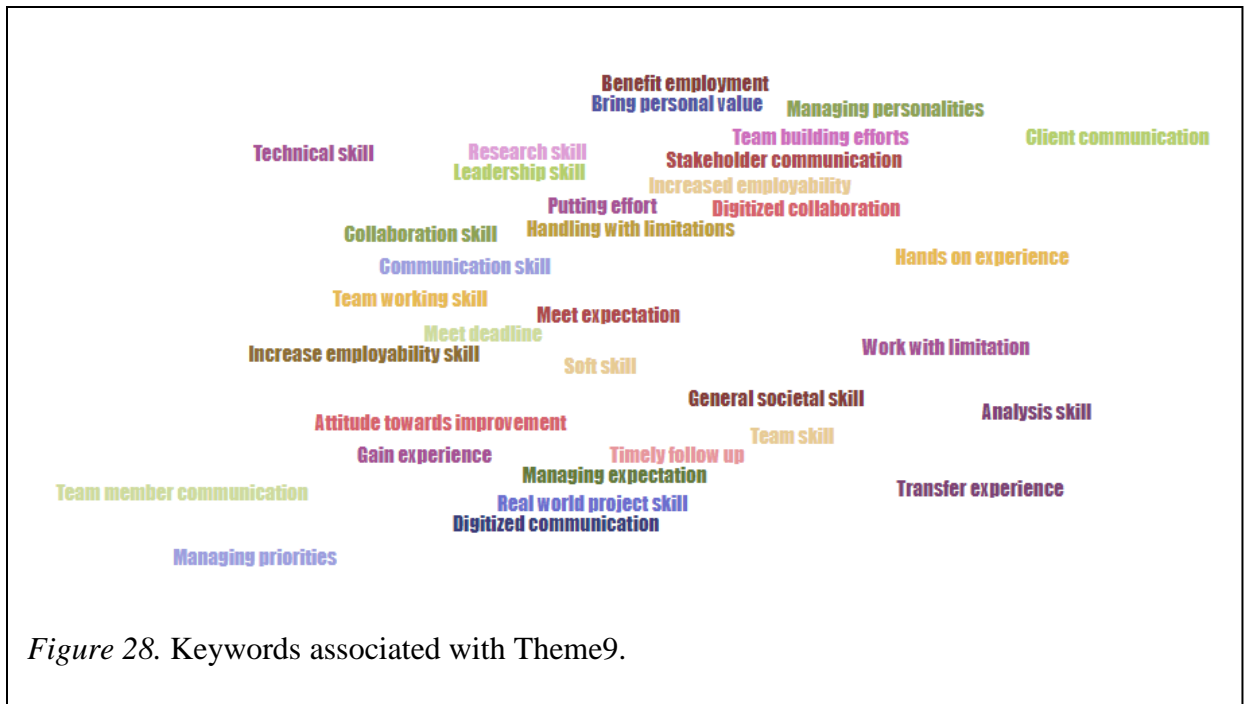 Benefit employment
Bring personal value
Managing personalities
Team building efforts
Client communication
Technical skill
Research skill
Stakeholder communication
Leadership skill
Increased employability
Putting effort
Digitized collaboration
Collaboration skill
Handling with limitations
Hands on experience
Communication skill
Team working skill
Meet expectation
Meet deadline
Work with limitation
Increase employability skill
Soft skill
General societal skill
Analysis skill
Attitude towards improvement
Team skill
Gain experience
Timely follow up
Managing expectation
Team member communication
Transfer experience
Real world project skill
Digitized communication
Managing priorities
Figure 28. Keywords associated with Theme9.